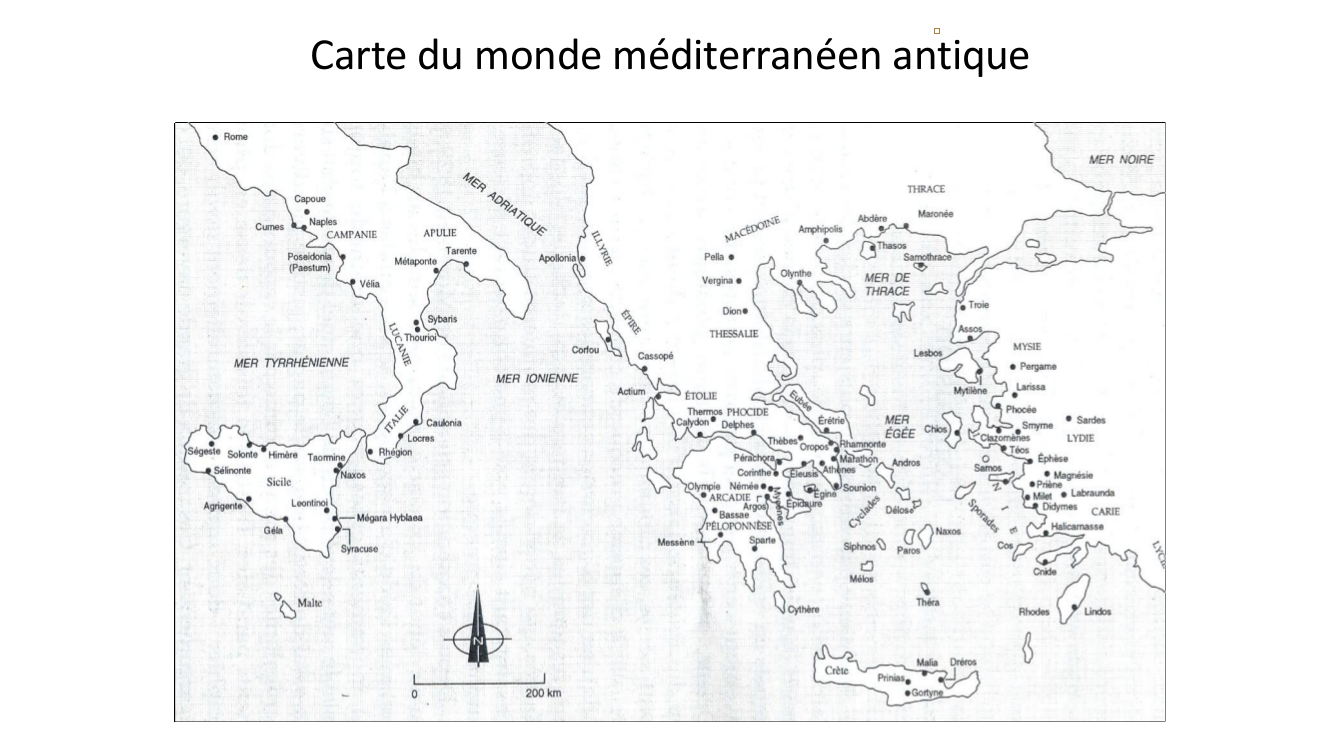 Carte du monde méditerranéen antique
Rome
MER NOIRE
THRACE
Capoue
MER ADRIATIQUE
Cumes
Naples
CAMPANIE
APULIE
ILLYRIE
MACÉDOINE
Amphipolis
Abdère
Maronée
Poseidonia
(Paestum)
Métaponte
Tarente
Apollonia
Pella
Thasos
Samothrace
Vélia
Vergina
Olynthe
MER DE
THRACE
Dion
Troie
Sybaris
Thourioi
LUCANIE
ÉPIRE
THESSALIE
Assos
Corfou
Cassopé
Lesbos
MYSIE
MER TYRRHÉNIENNE
MER IONIENNE
Pergame
Mytilène
Larissa
Actium
ÉTOLIE
Eubée
Phocée
ITALIE
Caulonia
Thermos
PHOCIDE
Calydon
Delphes
Érétrie
MER
ÉGÉE
Chios
Smyrne
Sardes
Clazomènes
LYDIE
Locres
Thèbes
Oropos
Rhamnonte
Téos
Ségeste
Solonte
Himère
Taormine
Rhégion
Pérachora
Marathon
Éphèse
Sélinonte
Naxos
Corinthe
Éleusis
Athènes
Andros
Samos
Magnésie
Sicile
Olympie
Némée
Égine
Sounion
Priène
ARCADIE
Argos
Mycènes
Épidaure
Milet
Labraunda
Agrigente
Leontinoi
Bassae
Cyclades
Délos
Sporades
N
I
E
Didymes
CARIE
Mégara Hyblaea
PÉLOPONNÈSE
Géla
Syracuse
Messène
Sparte
Siphnos
Paros
Naxos
Halicarnasse
Cos
Cnide
LYC
Mélos
Malte
Cythère
Théra
Rhodes
Lindos
N
Crète
Malia
Dréros
Prinias
Gortyne
0
200 km